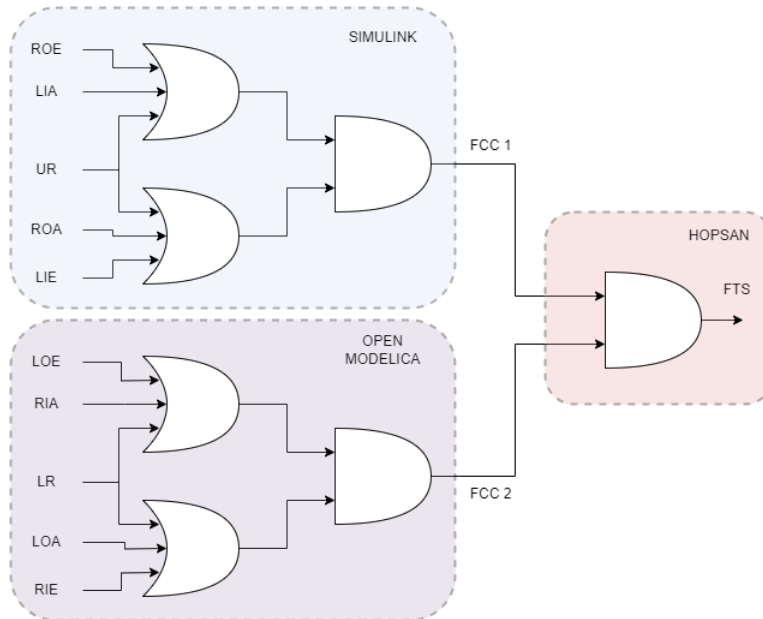 SIMULINK
ROE
LIA
UR
ROA
LIE
FCC 1
HOPSAN
FTS
OPEN
MODELICA
LOE
RIA
LR
LOA
RIE
FCC 2